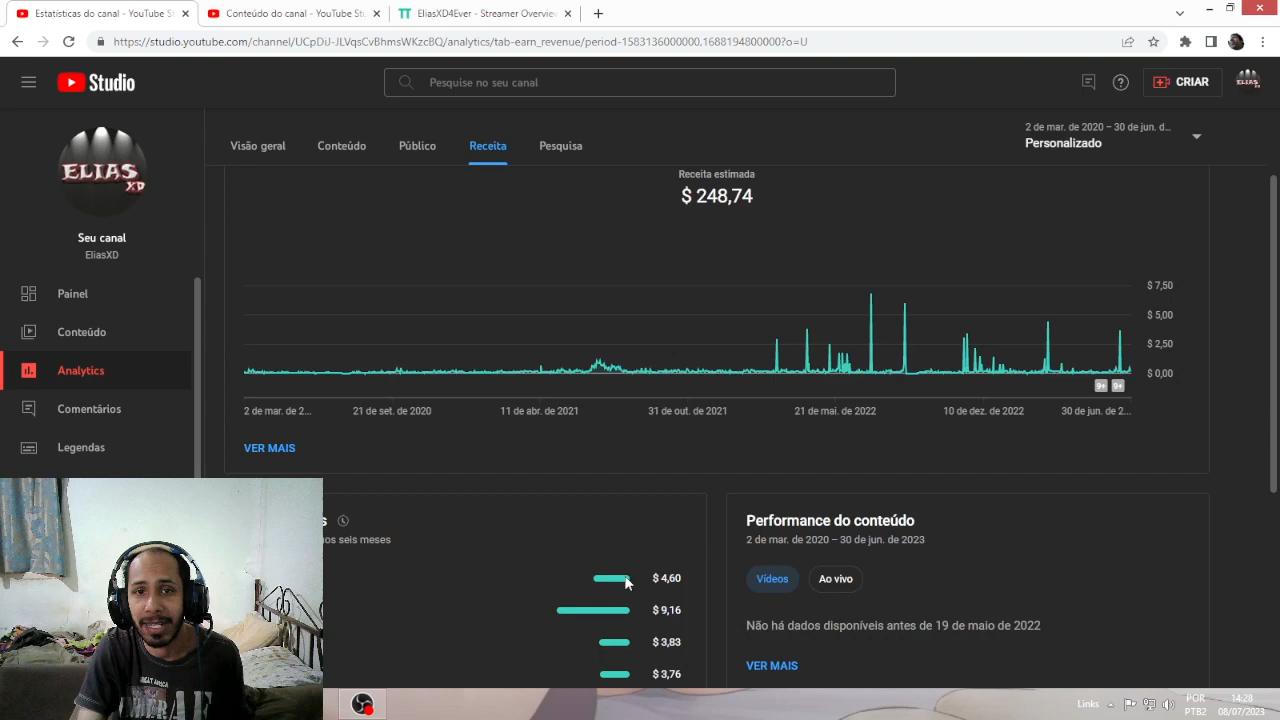 Estatísticas do canal - YouTube S
Conteúdo do canal - YouTube Stu
EliasXD4Ever - Streamer Overview
https://studio.youtube.com/channel/UCpDiJ-JLVqsCvBhmsWKzcBQ/analytics/tab-earn_revenue/period-1583136000000,1688194800000?o=U
Studio
Pesquise no seu canal
CRIAR
ELIAS XD
Seu canal
EliasXD
Painel
Conteúdo
Analytics
Comentários
Legendas
Visão geral
Conteúdo
Público
Receita
Pesquisa
2 de mar. de 2020 – 30 de jun. d...
Personalizado
Receita estimada
$ 248,74
$ 7,50
$ 5,00
$ 2,50
$ 0,00
9+ 9+
2 de mar. de 2...
21 de set. de 2020
11 de abr. de 2021
31 de out. de 2021
21 de mai. de 2022
10 de dez. de 2022
30 de jun. de 2...
VER MAIS
os seis meses
$ 4,60
$ 9,16
$ 3,83
$ 3,76
Performance do conteúdo
2 de mar. de 2020 – 30 de jun. de 2023
Vídeos
Ao vivo
Não há dados disponíveis antes de 19 de maio de 2022
VER MAIS
Links
POR
PTB2
14:28
08/07/2023